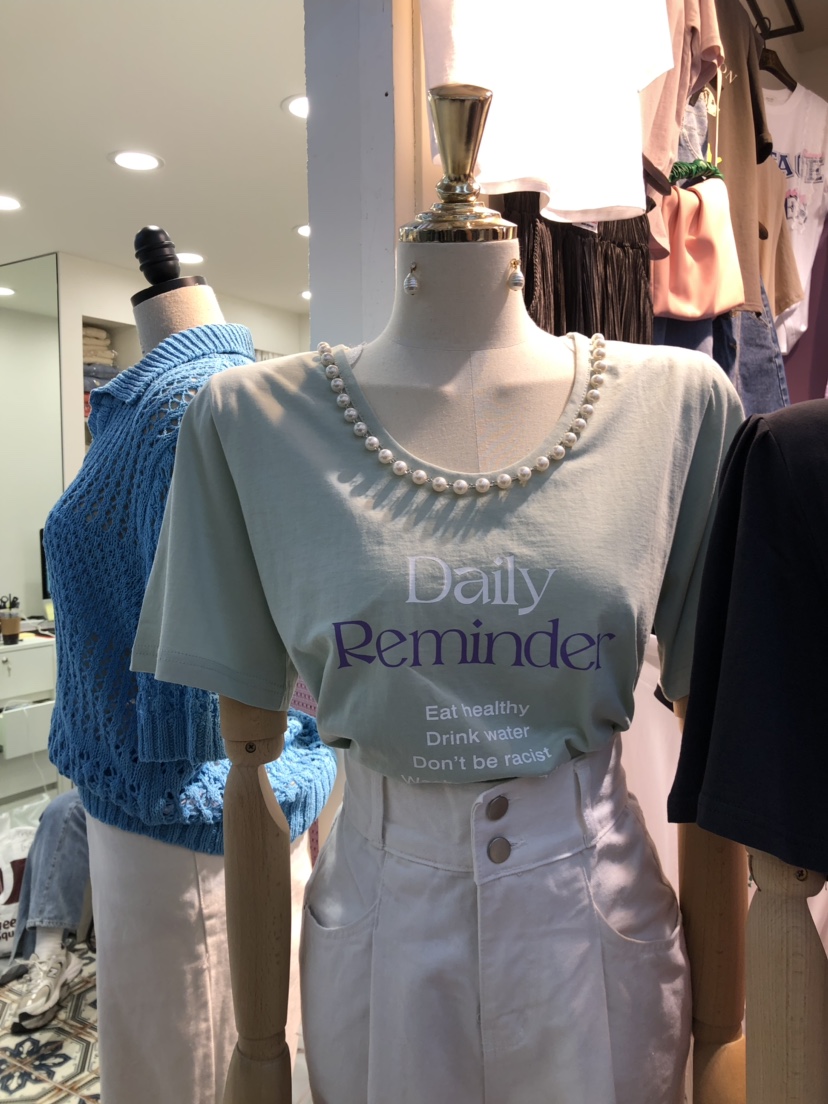 Daily
Reminder
Eat healthy
Drink water
Don't be racist